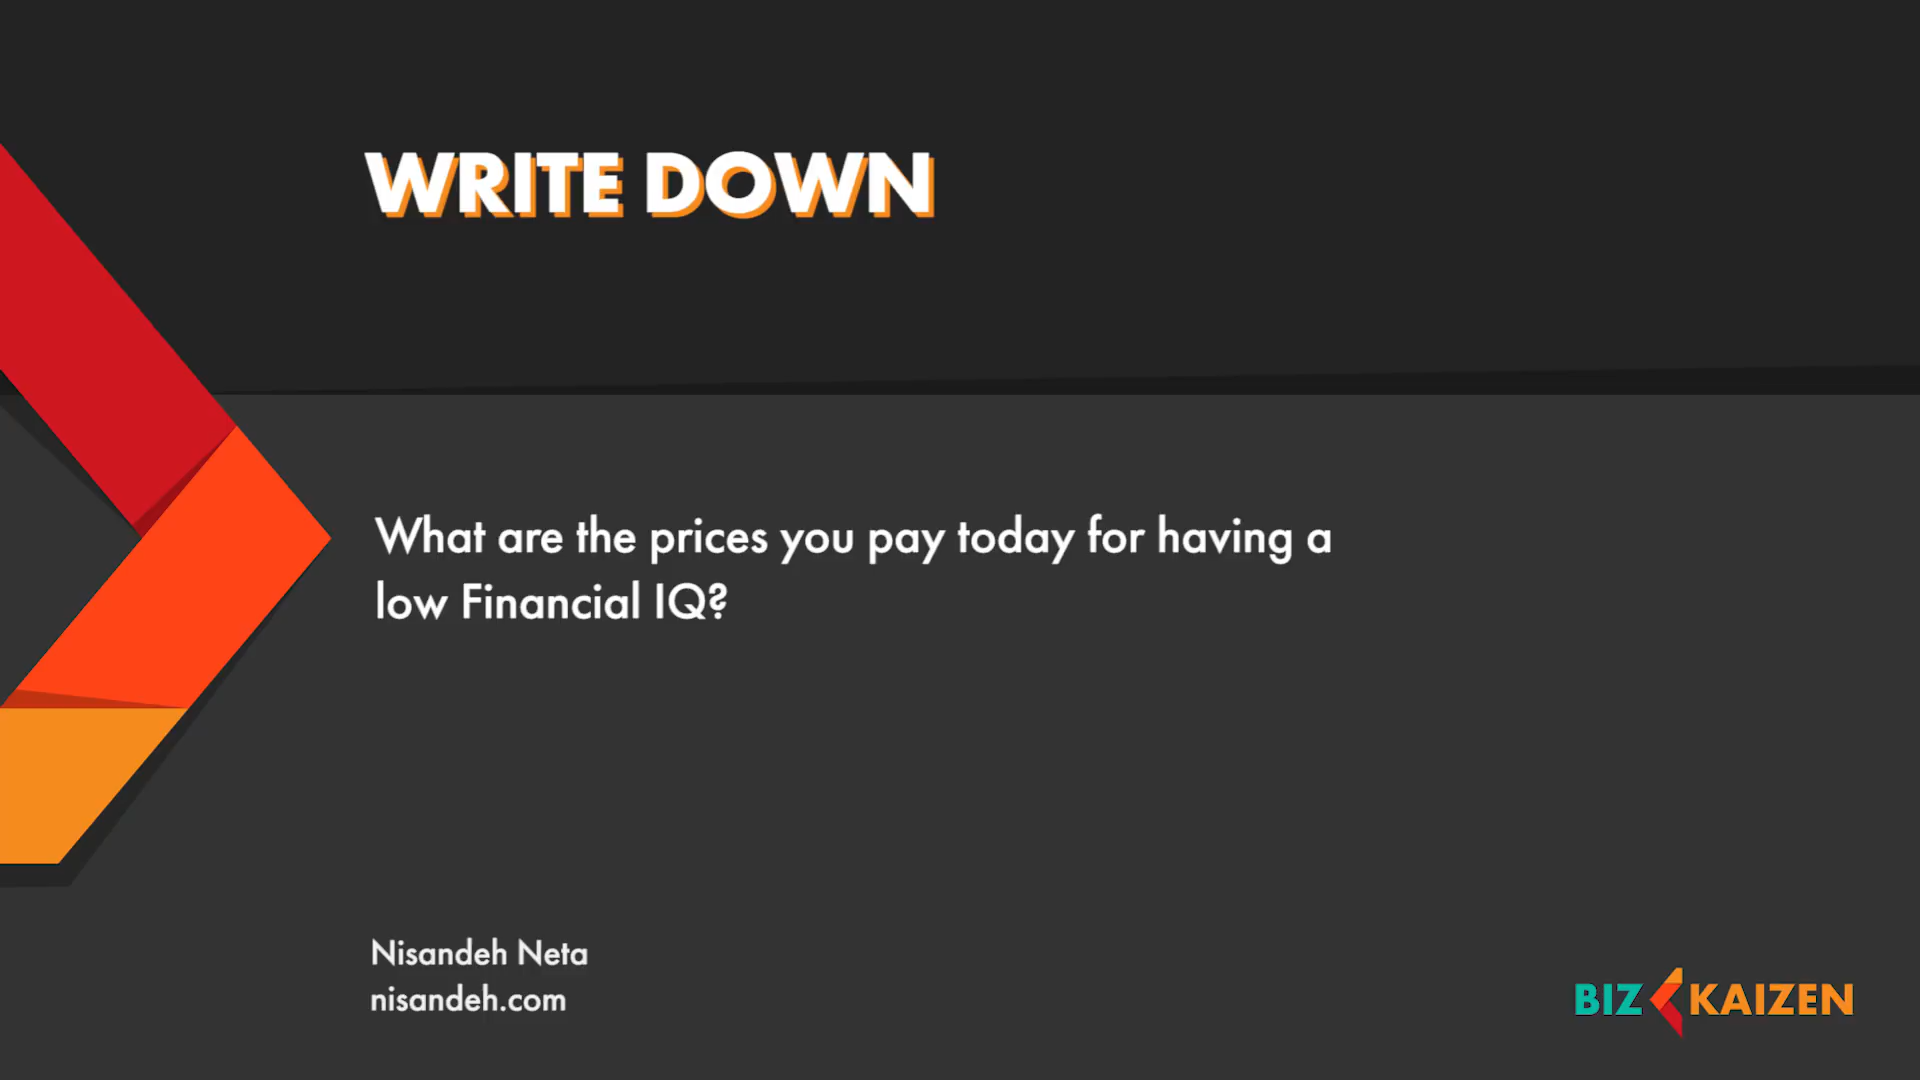 WRITE DOWN
What are the prices you pay today for having a
low Financial IQ?
Nisandeh Neta
nisandeh.com
BIZ KAIZEN